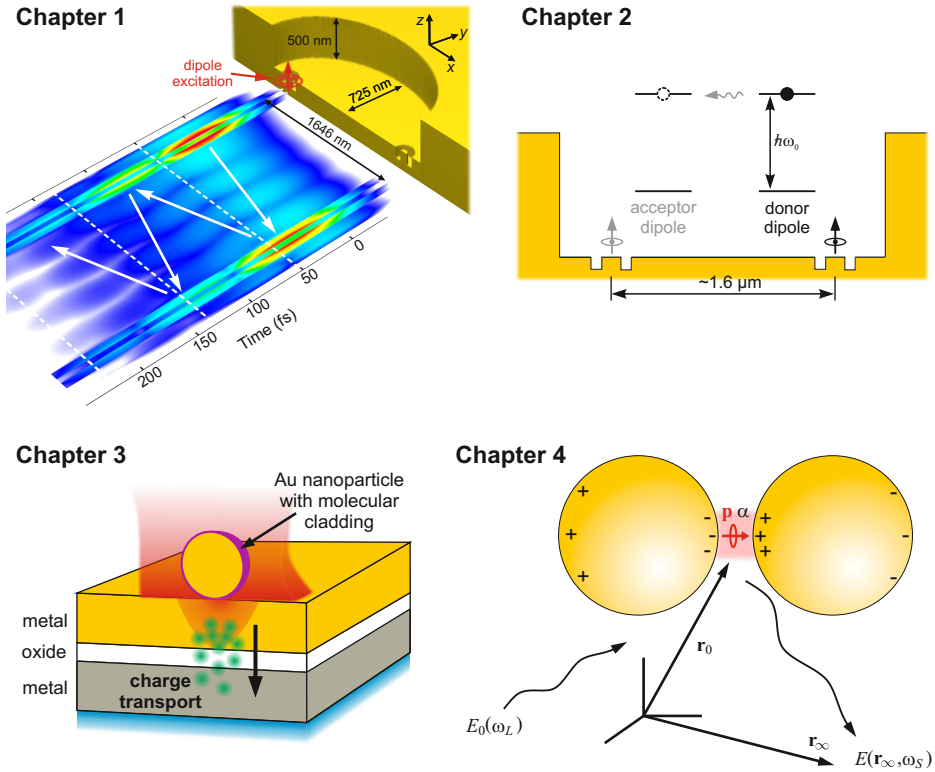 Chapter 1
z
y
x
500 nm
dipole
excitation
725 nm
1646 nm
0
50
100
150
200
Time (fs)
Chapter 2
ħω₀
acceptor
dipole
donor
dipole
~1.6 µm
Chapter 3
Au nanoparticle
with molecular
cladding
metal
oxide
metal
charge
transport
Chapter 4
+ + + - - - p α + + + - - -
r₀
E₀(ω_L)
r_∞
E(r_∞,ω_S)